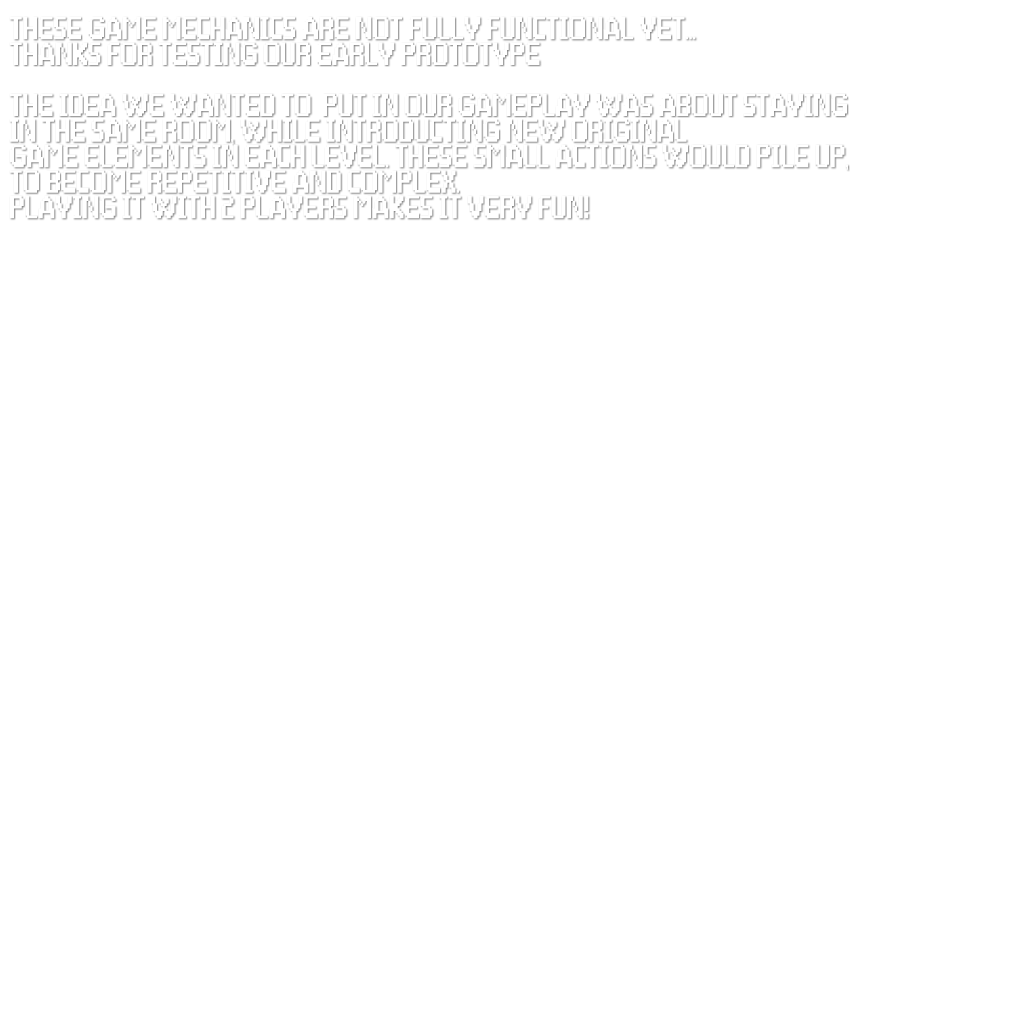 THESE GAME MECHANICS ARE NOT FULLY FUNCTIONAL YET...
THANKS FOR TESTING OUR EARLY PROTOTYPE
THE IDEA WE WANTED TO PUT IN OUR GAMEPLAY WAS ABOUT STAYING
IN THE SAME ROOM, WHILE INTRODUCTING NEW ORIGINAL
GAME ELEMENTS IN EACH LEVEL. THESE SMALL ACTIONS WOULD PILE UP,
TO BECOME REPETITIVE AND COMPLEX.
PLAYING IT WITH 2 PLAYERS MAKES IT VERY FUN!